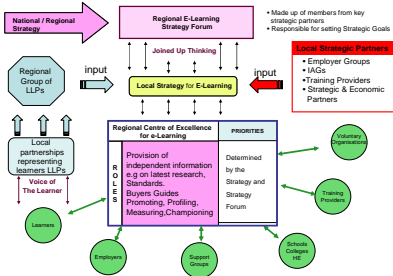 National / Regional
Strategy
Regional E-Learning
Strategy Forum
• Made up of members from key
strategic partners
• Responsible for setting Strategic Goals
Joined Up Thinking
Regional
Group of
LLPs
input
Local Strategy for E-Learning
input
Local Strategic Partners
• Employer Groups
• IAGs
•Training Providers
• Strategic & Economic
Partners
Local
partnerships
representing
learners LLPs
Voice of
The Learner
Regional Centre of Excellence
for e-Learning
PRIORITIES
R
O
L
E
S
Provision of
independent information
e.g on latest research,
Standards.
Buyers Guides
Promoting, Profiling,
Measuring,Championing
Determined
by the
Strategy and
Strategy
Forum
Voluntary
Organisations
Training
Providers
Schools
Colleges
HE
Support
Groups
Employers
Learners